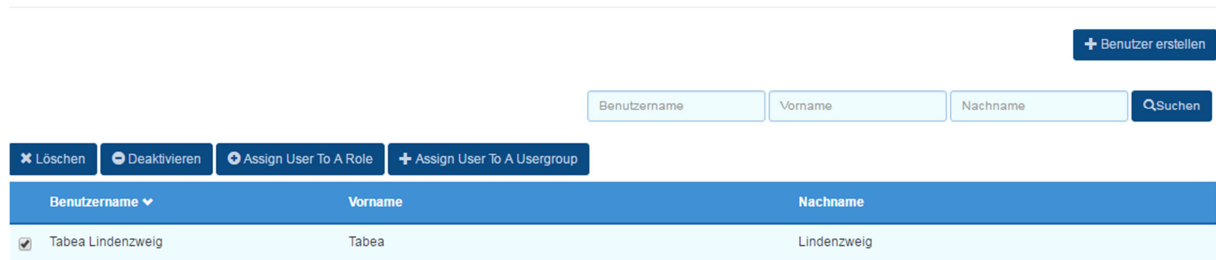 Benutzer erstellen
Benutzername Vorname Nachname Suchen
Löschen Deaktivieren Assign User To A Role Assign User To A Usergroup
Benutzername Vorname Nachname
Tabea Lindenzweig Tabea Lindenzweig